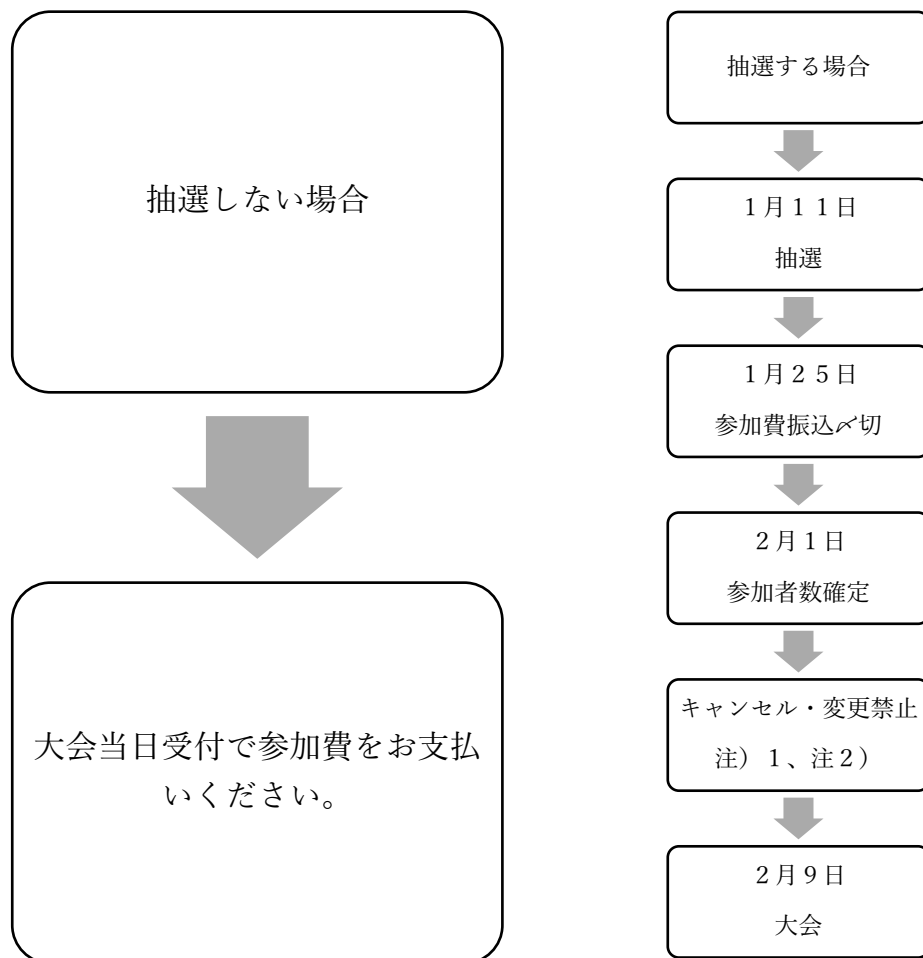 抽選しない場合
大会当日受付で参加費をお支払
いください。
抽選する場合
１月１１日
抽選
１月２５日
参加費振込〆切
２月１日
参加者数確定
キャンセル・変更禁止
注）１、注２）
２月９日
大会